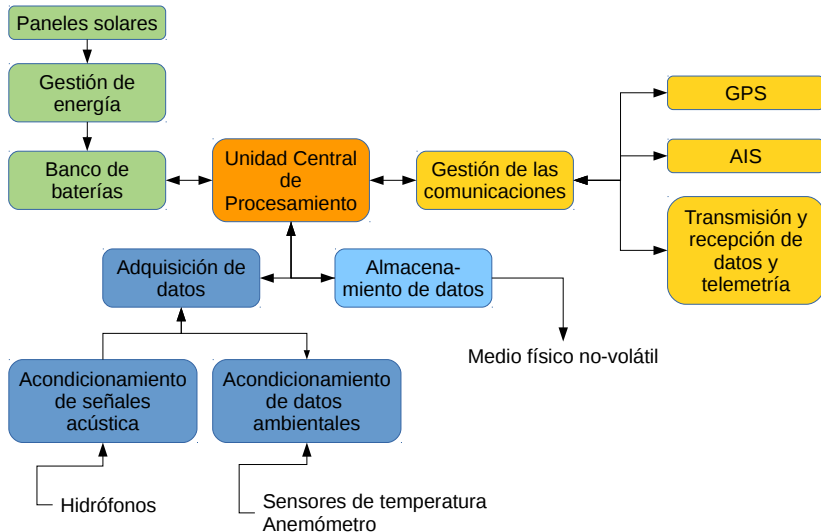 Paneles solares
Gestión de
energía
Banco de
baterías
Unidad Central
de
Procesamiento
Gestión de las
comunicaciones
GPS
AIS
Transmisión y
recepción de
datos y
telemetría
Adquisición de
datos
Almacena-
miento de datos
Medio físico no-volátil
Acondicionamiento
de señales
acústica
Acondicionamiento
de datos
ambientales
Hidrófonos
Sensores de temperatura
Anemómetro